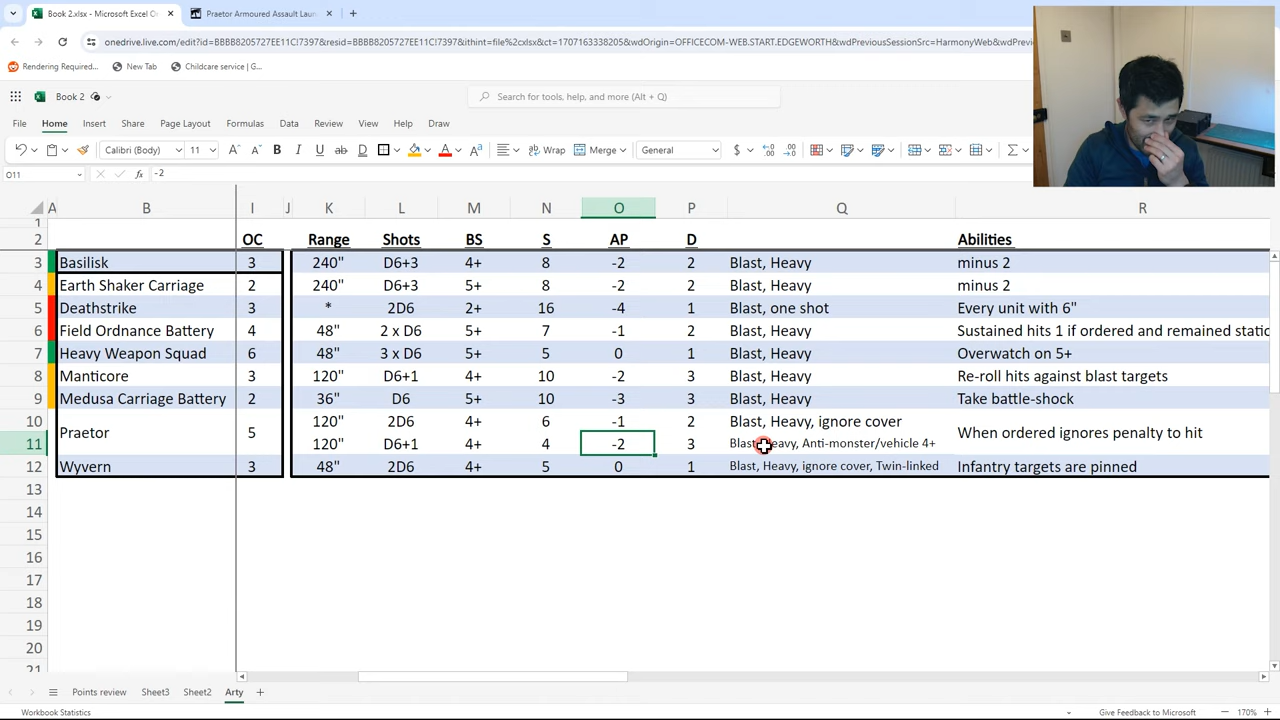 Book 2.xlsx - Microsoft Excel O
Praetor Armoured Assault Laun
onedrive.live.com/edit?id=BBBB8205727EE11C!7397&resid=BBBB8205727EE11C!7397&ithint=file%2cxlsx&ct=1707163338205&wdOrigin=OFFICECOM-WEB.START.EDGEWORTH&wdPreviousSessionSrc=HarmonyWeb&wdPreviousSession=
Rendering Required... New Tab Childcare service | G...
Book 2
Search for tools, help, and more (Alt + Q)
File Home Insert Share Page Layout Formulas Data Review View Help Draw
Calibri (Body) 11 A A B I U ab D A Wrap Merge General $
O11 fx -2
A B I J K L M N O P Q R
1
2 OC Range Shots BS S AP D Abilities
3 Basilisk 3 240" D6+3 4+ 8 -2 2 Blast, Heavy minus 2
4 Earth Shaker Carriage 2 240" D6+3 5+ 8 -2 2 Blast, Heavy minus 2
5 Deathstrike 3 * 2D6 2+ 16 -4 1 Blast, one shot Every unit with 6"
6 Field Ordnance Battery 4 48" 2 x D6 5+ 7 -1 2 Blast, Heavy Sustained hits 1 if ordered and remained static
7 Heavy Weapon Squad 6 48" 3 x D6 5+ 5 0 1 Blast, Heavy Overwatch on 5+
8 Manticore 3 120" D6+1 4+ 10 -2 3 Blast, Heavy Re-roll hits against blast targets
9 Medusa Carriage Battery 2 36" D6 5+ 10 -3 3 Blast, Heavy Take battle-shock
10 120" 2D6 4+ 6 -1 2 Blast, Heavy, ignore cover
Praetor 5 When ordered ignores penalty to hit
11 120" D6+1 4+ 4 -2 3 Blast, Heavy, Anti-monster/vehicle 4+
12 Wyvern 3 48" 2D6 4+ 5 0 1 Blast, Heavy, ignore cover, Twin-linked Infantry targets are pinned
13
14
15
16
17
18
19
20
21
Points review Sheet3 Sheet2 Arty
Workbook Statistics Give Feedback to Microsoft 170%